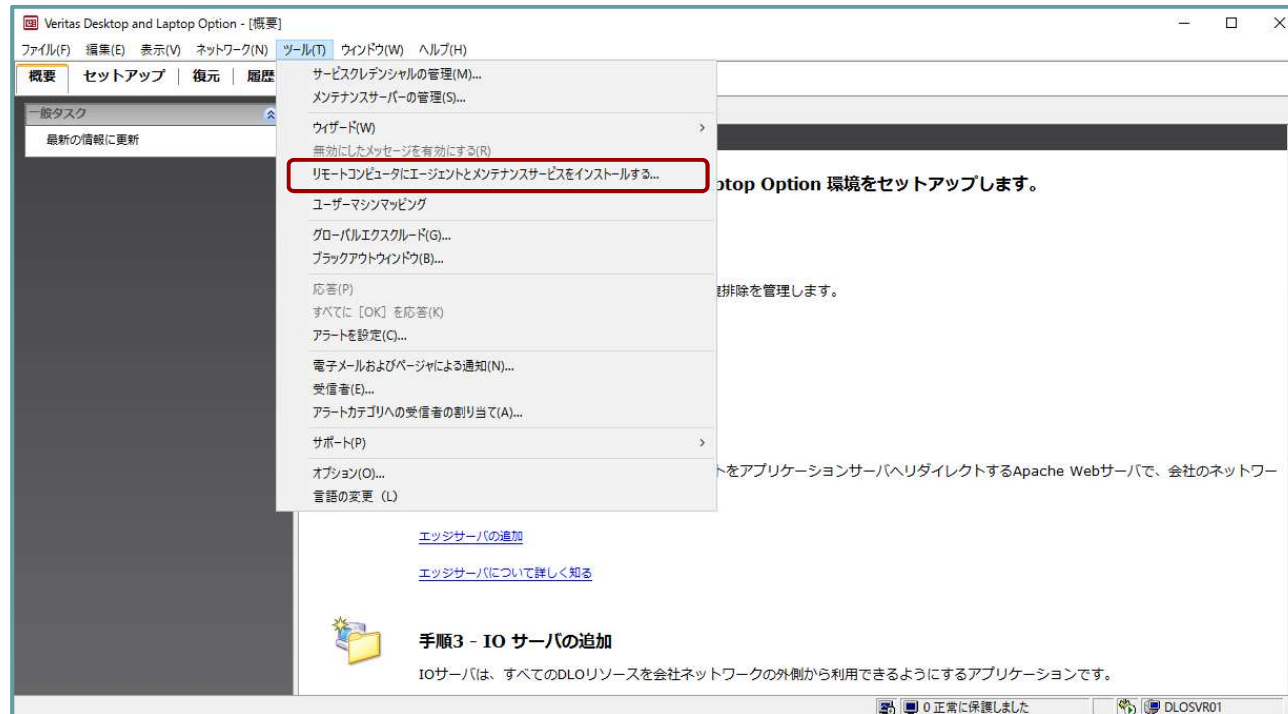 Veritas Desktop and Laptop Option - [概要]
ファイル(F) 編集(E) 表示(V) ネットワーク(N) ツール(T) ウィンドウ(W) ヘルプ(H)
概要 セットアップ 復元 履歴
一般タスク
最新の情報に更新
サービスクレデンシャルの管理(M)...
メンテナンスサーバーの管理(S)...
ウィザード(W)
無効にしたメッセージを有効にする(R)
リモートコンピュータにエージェントとメンテナンスサービスをインストールする...
ユーザーマシンマッピング
グローバルエクスクルード(G)...
ブラックアウトウィンドウ(B)...
応答(P)
すべてに［OK］を応答(K)
アラートを設定(C)...
電子メールおよびページャによる通知(N)...
受信者(E)...
アラートカテゴリへの受信者の割り当て(A)...
サポート(P)
オプション(O)...
言語の変更（L）
ptop Option 環境をセットアップします。
排除を管理します。
トをアプリケーションサーバへリダイレクトするApache Webサーバで、会社のネットワー
エッジサーバの追加
エッジサーバについて詳しく知る
手順3 - IO サーバの追加
IOサーバは、すべてのDLOリソースを会社ネットワークの外側から利用できるようにするアプリケーションです。
0 正常に保護しました DLOSVR01